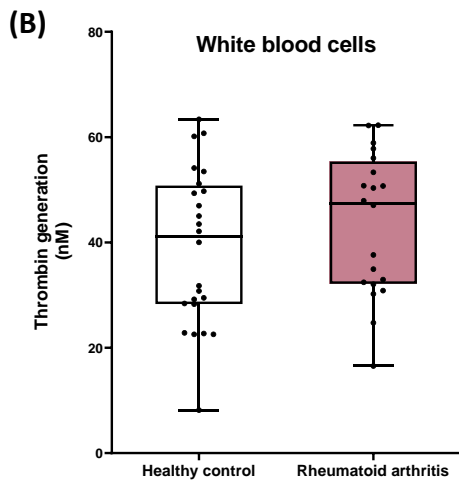 (B)
White blood cells
Thrombin generation
(nM)
80
60
40
20
0
Healthy control
Rheumatoid arthritis